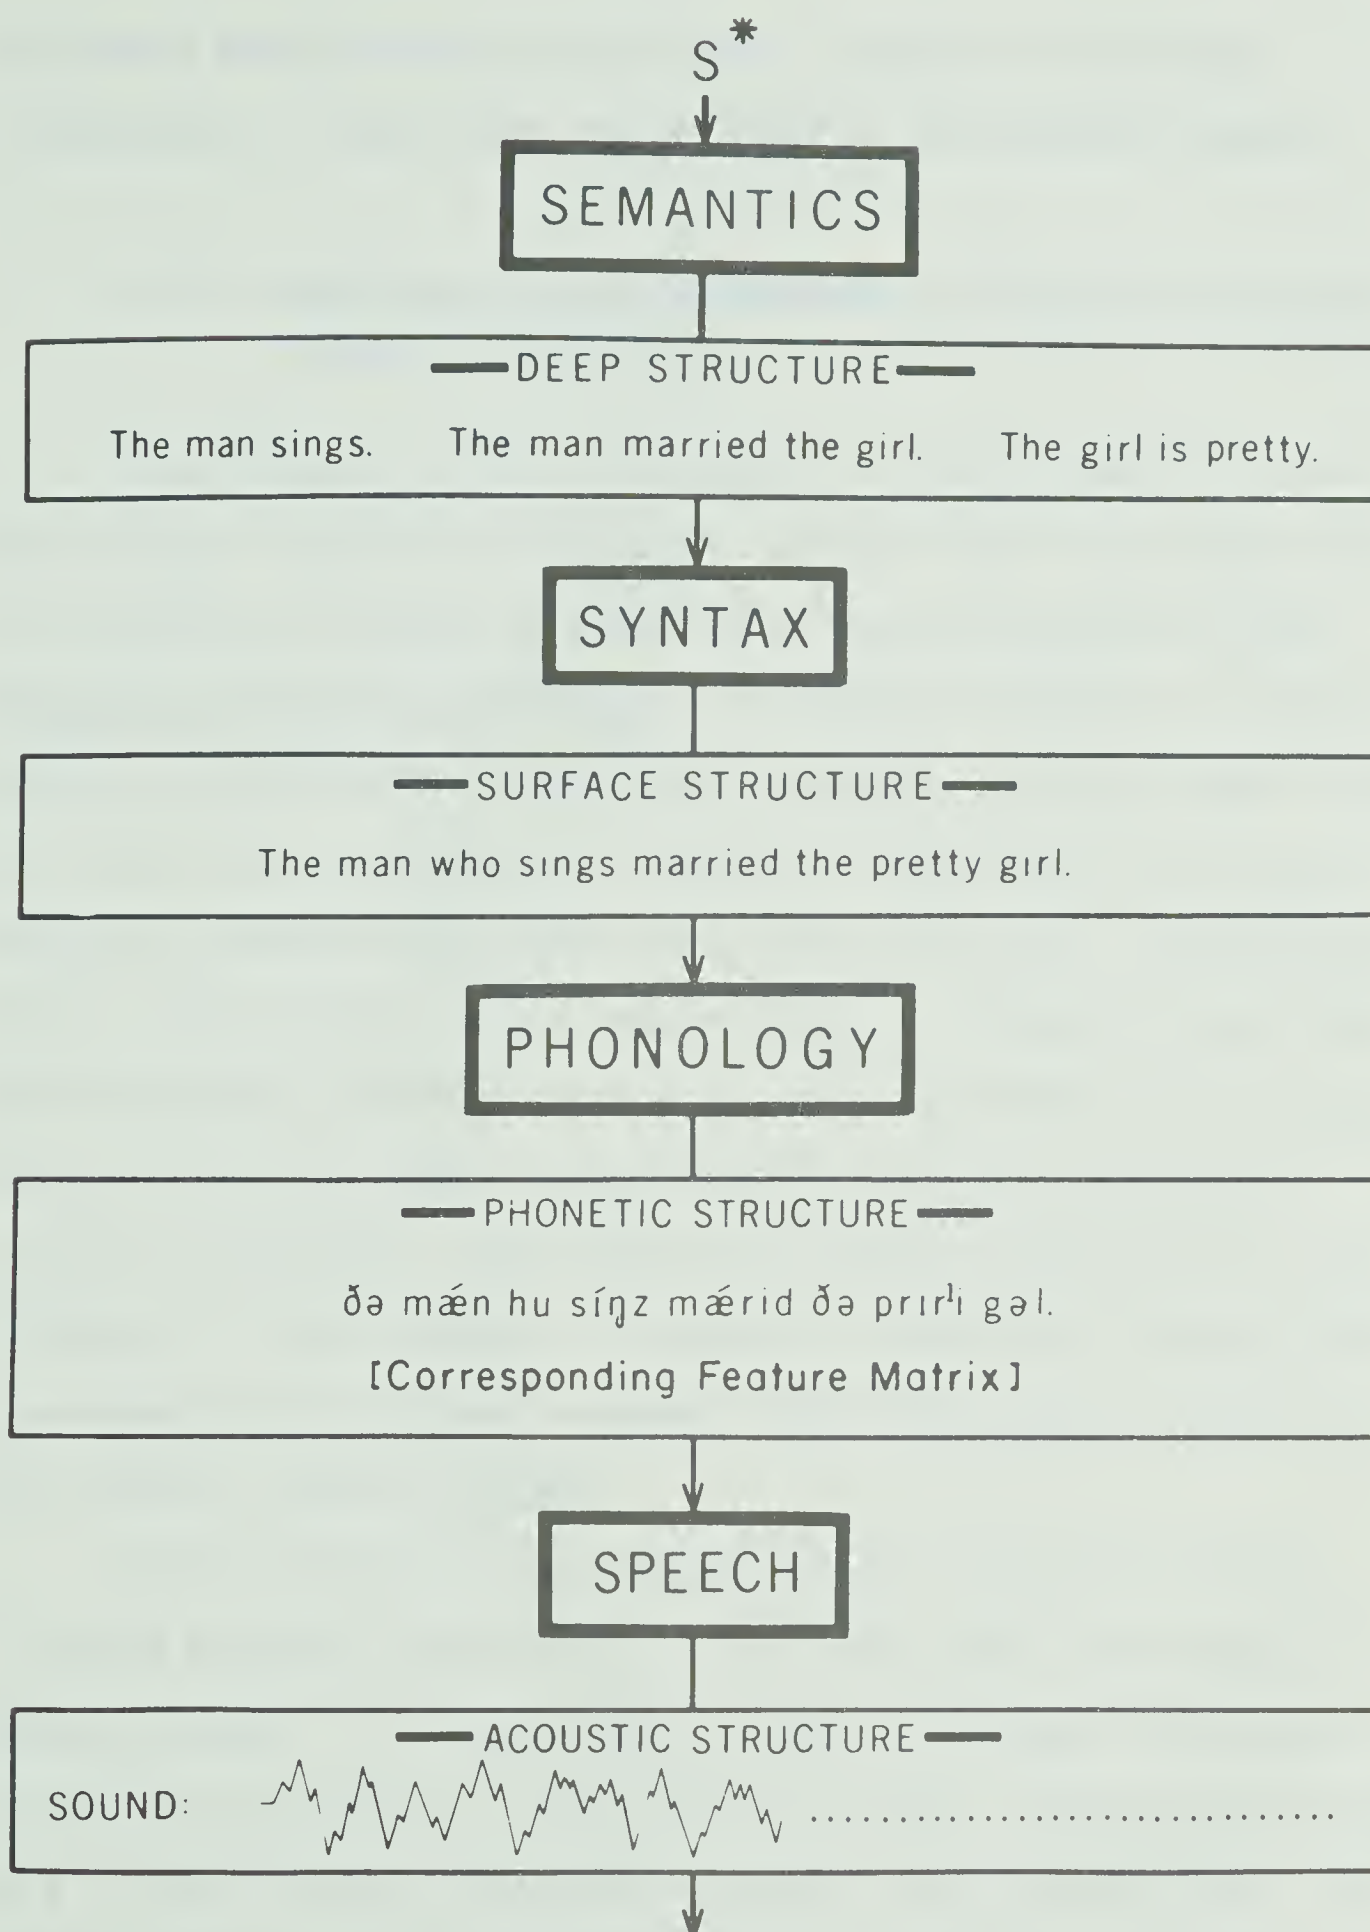 S*
SEMANTICS
DEEP STRUCTURE
The man sings. The man married the girl. The girl is pretty.
SYNTAX
SURFACE STRUCTURE
The man who sings married the pretty girl.
PHONOLOGY
PHONETIC STRUCTURE
ðə mǽn hu síŋz mǽrid ðə prɪrˡi gəl.
[Corresponding Feature Matrix]
SPEECH
ACOUSTIC STRUCTURE
SOUND: ..................................